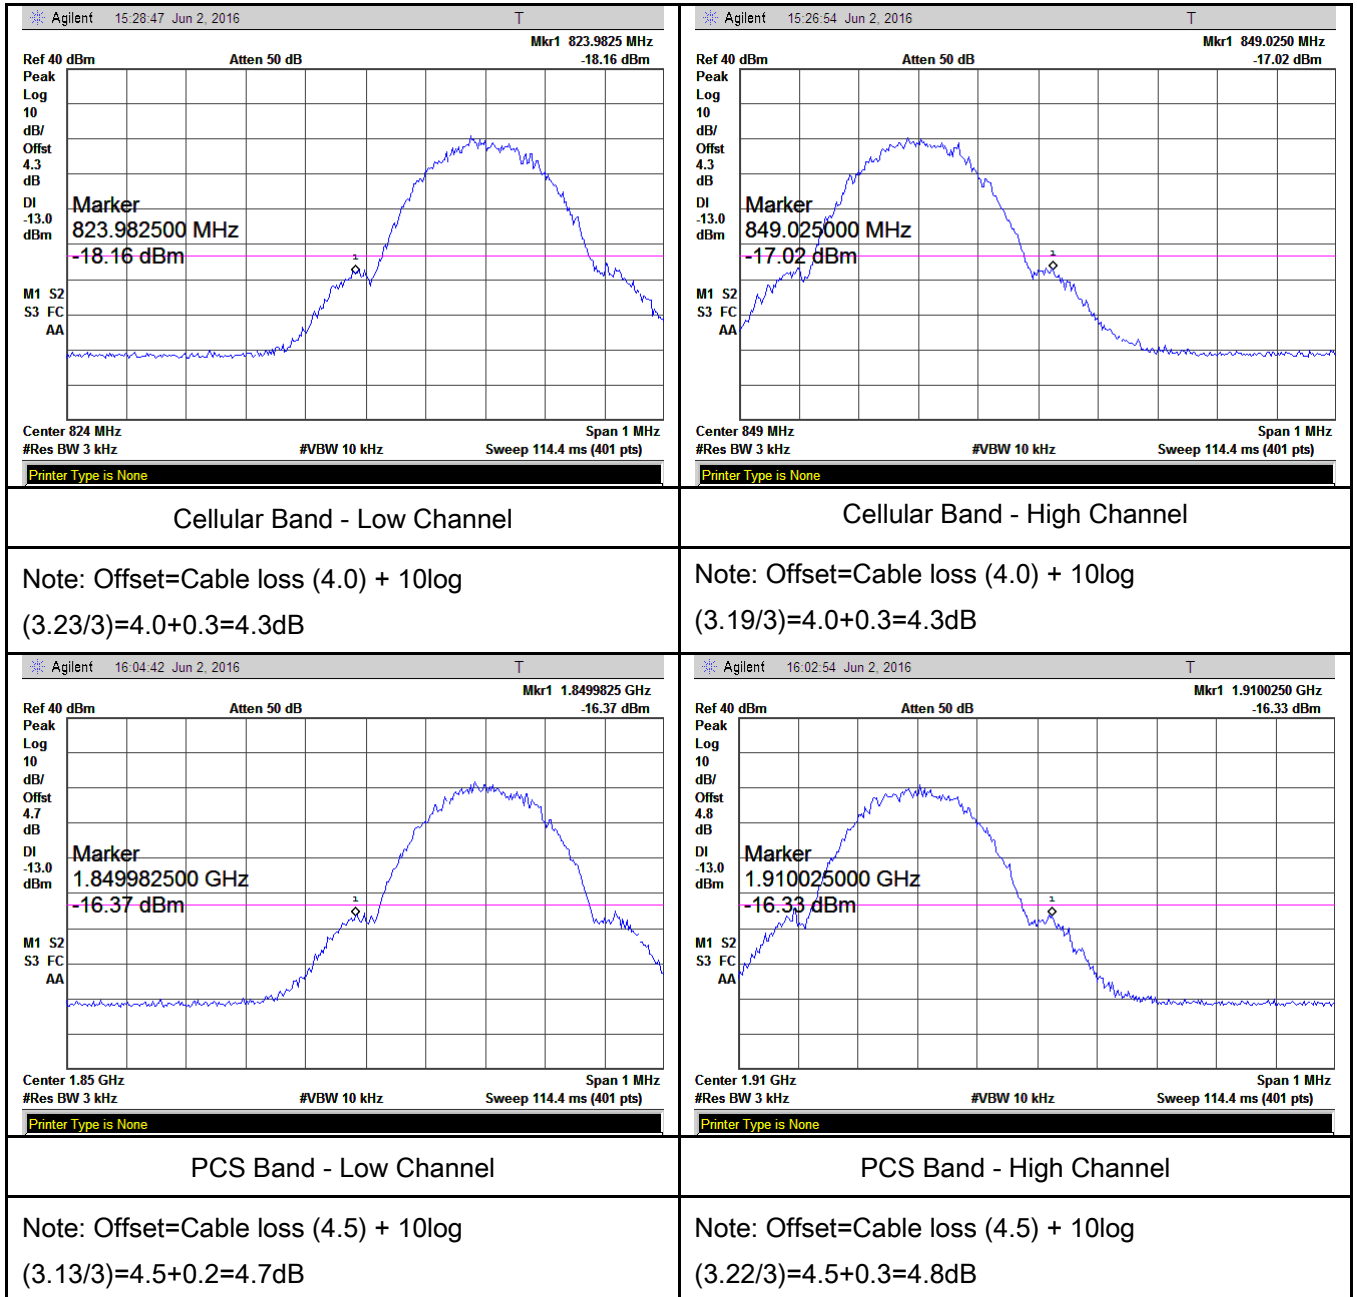 Agilent 15:28:47 Jun 2, 2016 T
Mkr1 823.9825 MHz
Ref 40 dBm Atten 50 dB -18.16 dBm
Peak
Log
10
dB/
Offst
4.3
dB
DI
-13.0
dBm
Marker
823.982500 MHz
-18.16 dBm
1
M1 S2
S3 FC
AA
Center 824 MHz Span 1 MHz
#Res BW 3 kHz #VBW 10 kHz Sweep 114.4 ms (401 pts)
Printer Type is None
Agilent 15:26:54 Jun 2, 2016 T
Mkr1 849.0250 MHz
Ref 40 dBm Atten 50 dB -17.02 dBm
Peak
Log
10
dB/
Offst
4.3
dB
DI
-13.0
dBm
Marker
849.025000 MHz
-17.02 dBm
1
M1 S2
S3 FC
AA
Center 849 MHz Span 1 MHz
#Res BW 3 kHz #VBW 10 kHz Sweep 114.4 ms (401 pts)
Printer Type is None
Cellular Band - Low Channel
Cellular Band - High Channel
Note: Offset=Cable loss (4.0) + 10log
(3.23/3)=4.0+0.3=4.3dB
Note: Offset=Cable loss (4.0) + 10log
(3.19/3)=4.0+0.3=4.3dB
Agilent 16:04:42 Jun 2, 2016 T
Mkr1 1.8499825 GHz
Ref 40 dBm Atten 50 dB -16.37 dBm
Peak
Log
10
dB/
Offst
4.7
dB
DI
-13.0
dBm
Marker
1.849982500 GHz
-16.37 dBm
1
M1 S2
S3 FC
AA
Center 1.85 GHz Span 1 MHz
#Res BW 3 kHz #VBW 10 kHz Sweep 114.4 ms (401 pts)
Printer Type is None
Agilent 16:02:54 Jun 2, 2016 T
Mkr1 1.9100250 GHz
Ref 40 dBm Atten 50 dB -16.33 dBm
Peak
Log
10
dB/
Offst
4.8
dB
DI
-13.0
dBm
Marker
1.910025000 GHz
-16.33 dBm
1
M1 S2
S3 FC
AA
Center 1.91 GHz Span 1 MHz
#Res BW 3 kHz #VBW 10 kHz Sweep 114.4 ms (401 pts)
Printer Type is None
PCS Band - Low Channel
PCS Band - High Channel
Note: Offset=Cable loss (4.5) + 10log
(3.13/3)=4.5+0.2=4.7dB
Note: Offset=Cable loss (4.5) + 10log
(3.22/3)=4.5+0.3=4.8dB